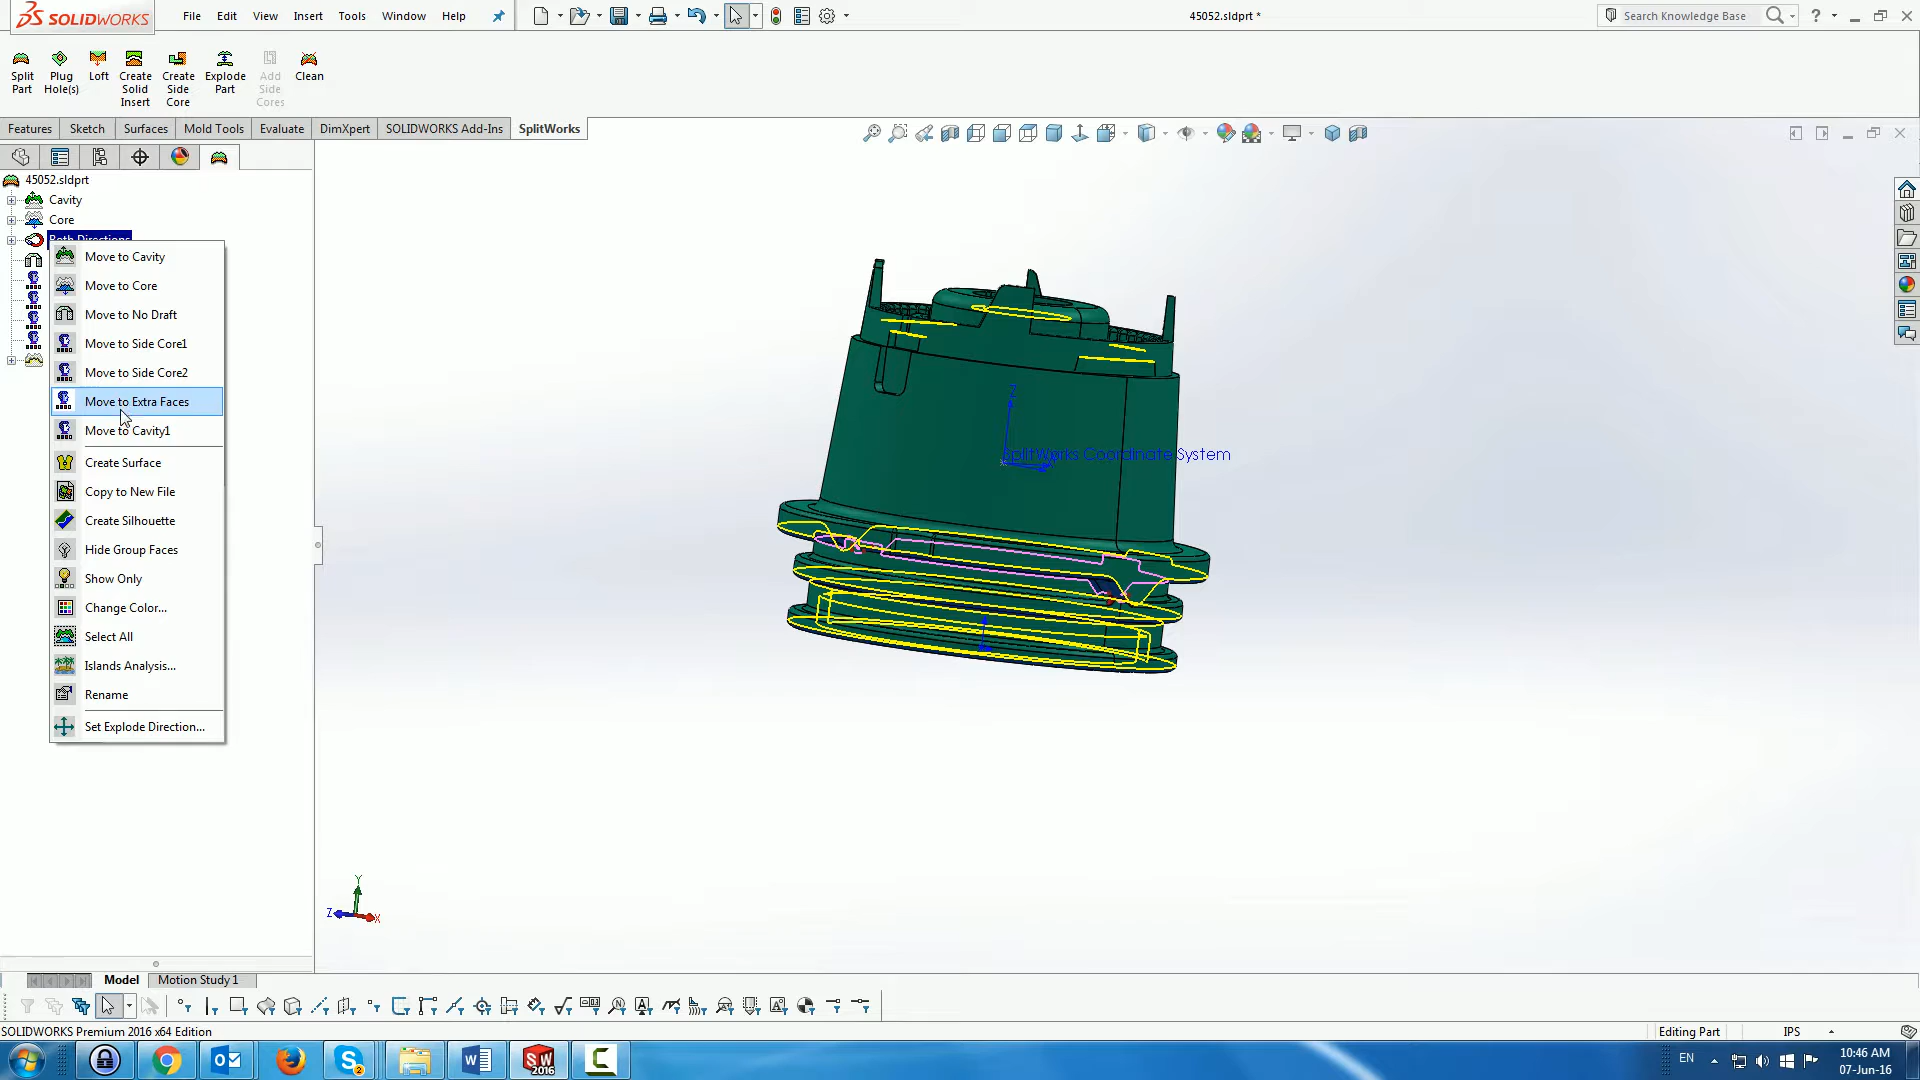 SOLIDWORKS File Edit View Insert Tools Window Help 45052.sldprt * Search Knowledge Base ?
Split Part Plug Hole(s) Loft Create Solid Insert Create Side Core Explode Part Add Side Cores Clean
Features Sketch Surfaces Mold Tools Evaluate DimXpert SOLIDWORKS Add-Ins SplitWorks
45052.sldprt
Cavity
Core
Both Directions
Move to Cavity
Move to Core
Move to No Draft
Move to Side Core1
Move to Side Core2
Move to Extra Faces
Move to Cavity1
Create Surface
Copy to New File
Create Silhouette
Hide Group Faces
Show Only
Change Color...
Select All
Islands Analysis...
Rename
Set Explode Direction...
Z
SplitWorks Coordinate System
Y
Z X
Model Motion Study 1
SOLIDWORKS Premium 2016 x64 Edition Editing Part IPS
EN 10:46 AM
07-Jun-16